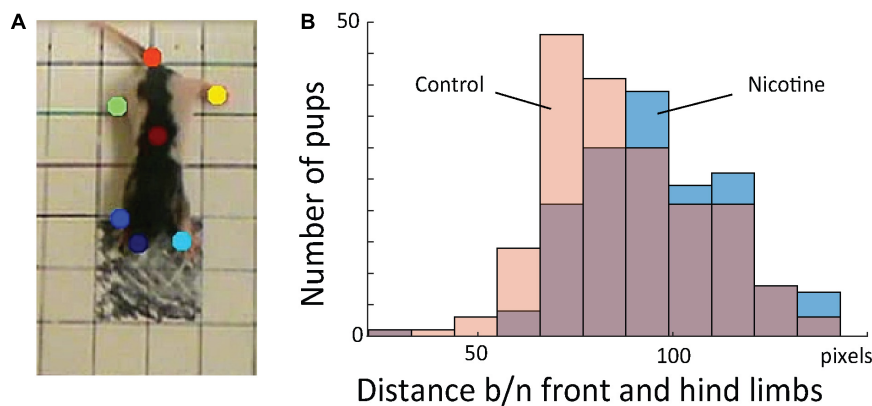 A
B
50
Control
Nicotine
Number of pups
0
50
100
pixels
Distance b/n front and hind limbs